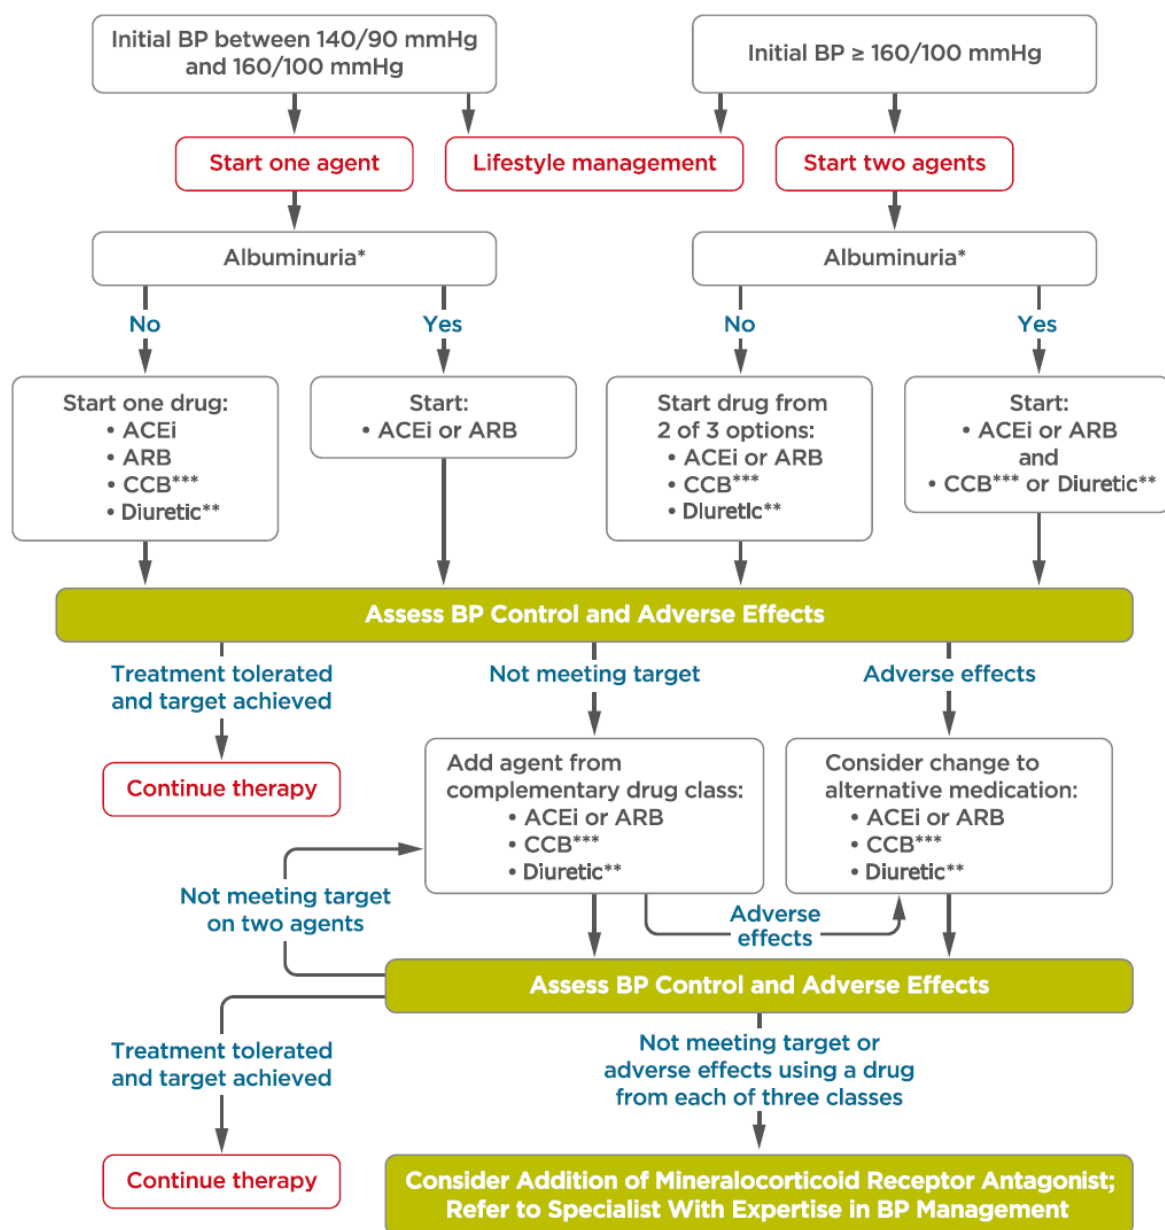 Initial BP between 140/90 mmHg
and 160/100 mmHg
Initial BP ≥ 160/100 mmHg
Start one agent
Lifestyle management
Start two agents
Albuminuria*
Albuminuria*
No
Yes
No
Yes
Start one drug:
• ACEi
• ARB
• CCB***
• Diuretic**
Start:
• ACEi or ARB
Start drug from
2 of 3 options:
• ACEi or ARB
• CCB***
• Diuretic**
Start:
• ACEi or ARB
and
• CCB*** or Diuretic**
Assess BP Control and Adverse Effects
Treatment tolerated
and target achieved
Not meeting target
Adverse effects
Continue therapy
Add agent from
complementary drug class:
• ACEi or ARB
• CCB***
• Diuretic**
Consider change to
alternative medication:
• ACEi or ARB
• CCB***
• Diuretic**
Not meeting target
on two agents
Adverse
effects
Assess BP Control and Adverse Effects
Treatment tolerated
and target achieved
Not meeting target or
adverse effects using a drug
from each of three classes
Continue therapy
Consider Addition of Mineralocorticoid Receptor Antagonist;
Refer to Specialist With Expertise in BP Management